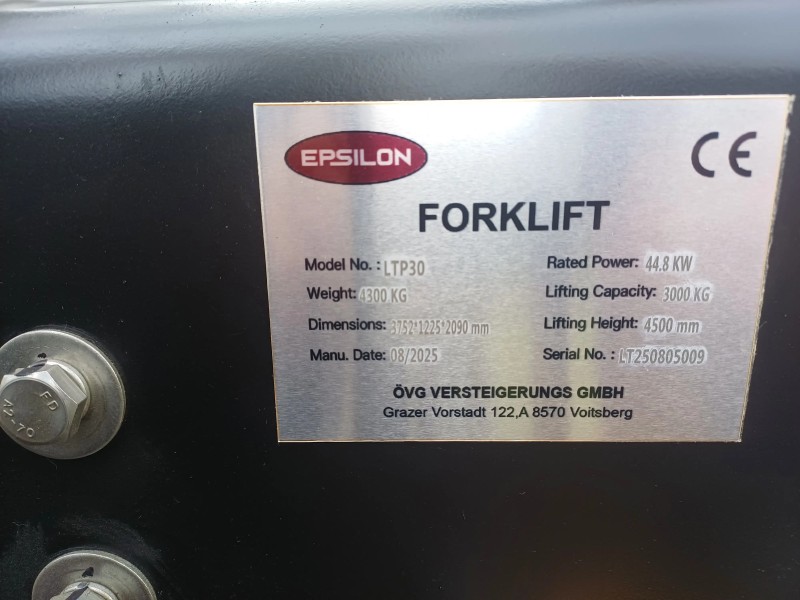 EPSILON
CE
FORKLIFT
Model No. : LTP30
Rated Power: 44.8 KW
Weight: 4300 KG
Lifting Capacity: 3000 KG
Dimensions: 3752*1225*2090 mm
Lifting Height: 4500 mm
Manu. Date: 08/2025
Serial No. : LT250805009
ÖVG VERSTEIGERUNGS GMBH
Grazer Vorstadt 122,A 8570 Voitsberg
FD